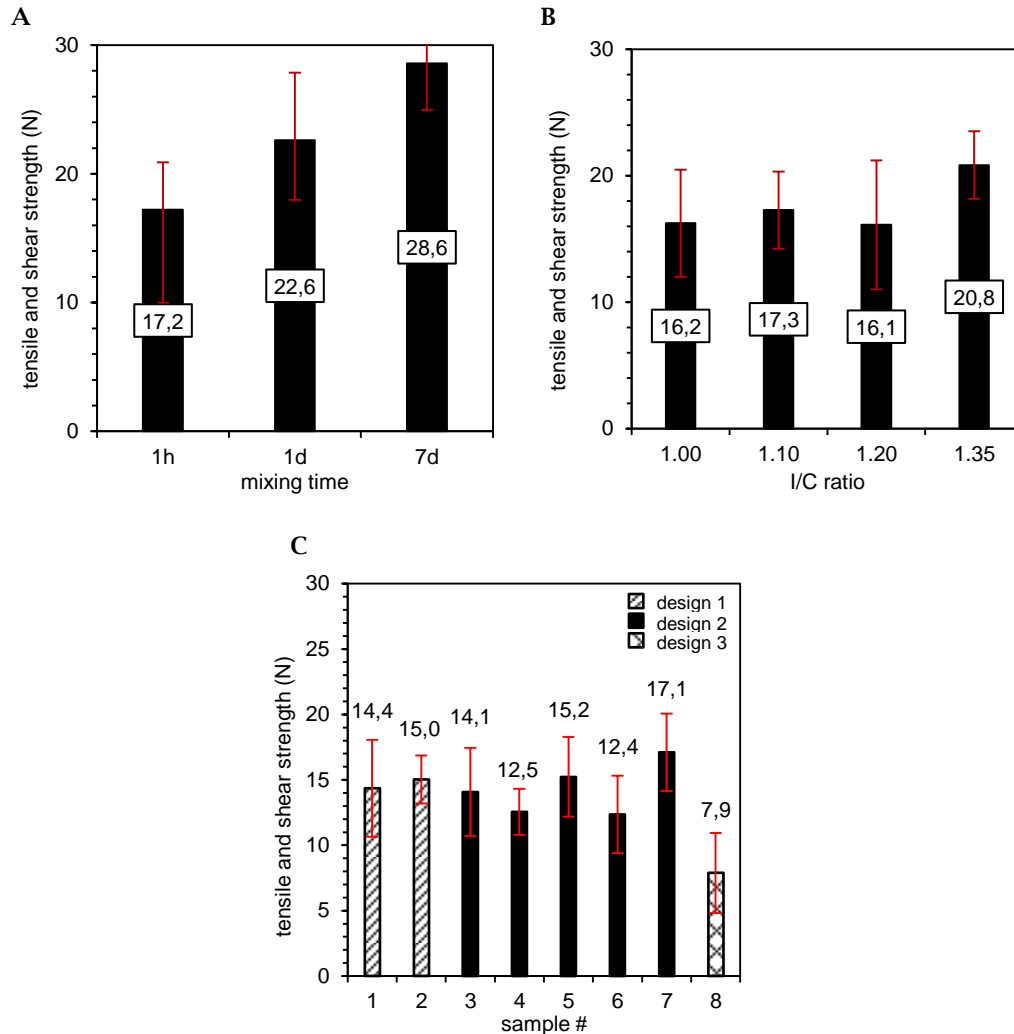 A
tensile and shear strength (N)
30
20
10
0
17,2
22,6
28,6
1h 1d 7d
mixing time
B
tensile and shear strength (N)
30
20
10
0
16,2
17,3
16,1
20,8
1.00 1.10 1.20 1.35
I/C ratio
C
tensile and shear strength (N)
30
25
20
15
10
5
0
design 1
design 2
design 3
14,4
15,0
14,1
12,5
15,2
12,4
17,1
7,9
1 2 3 4 5 6 7 8
sample #